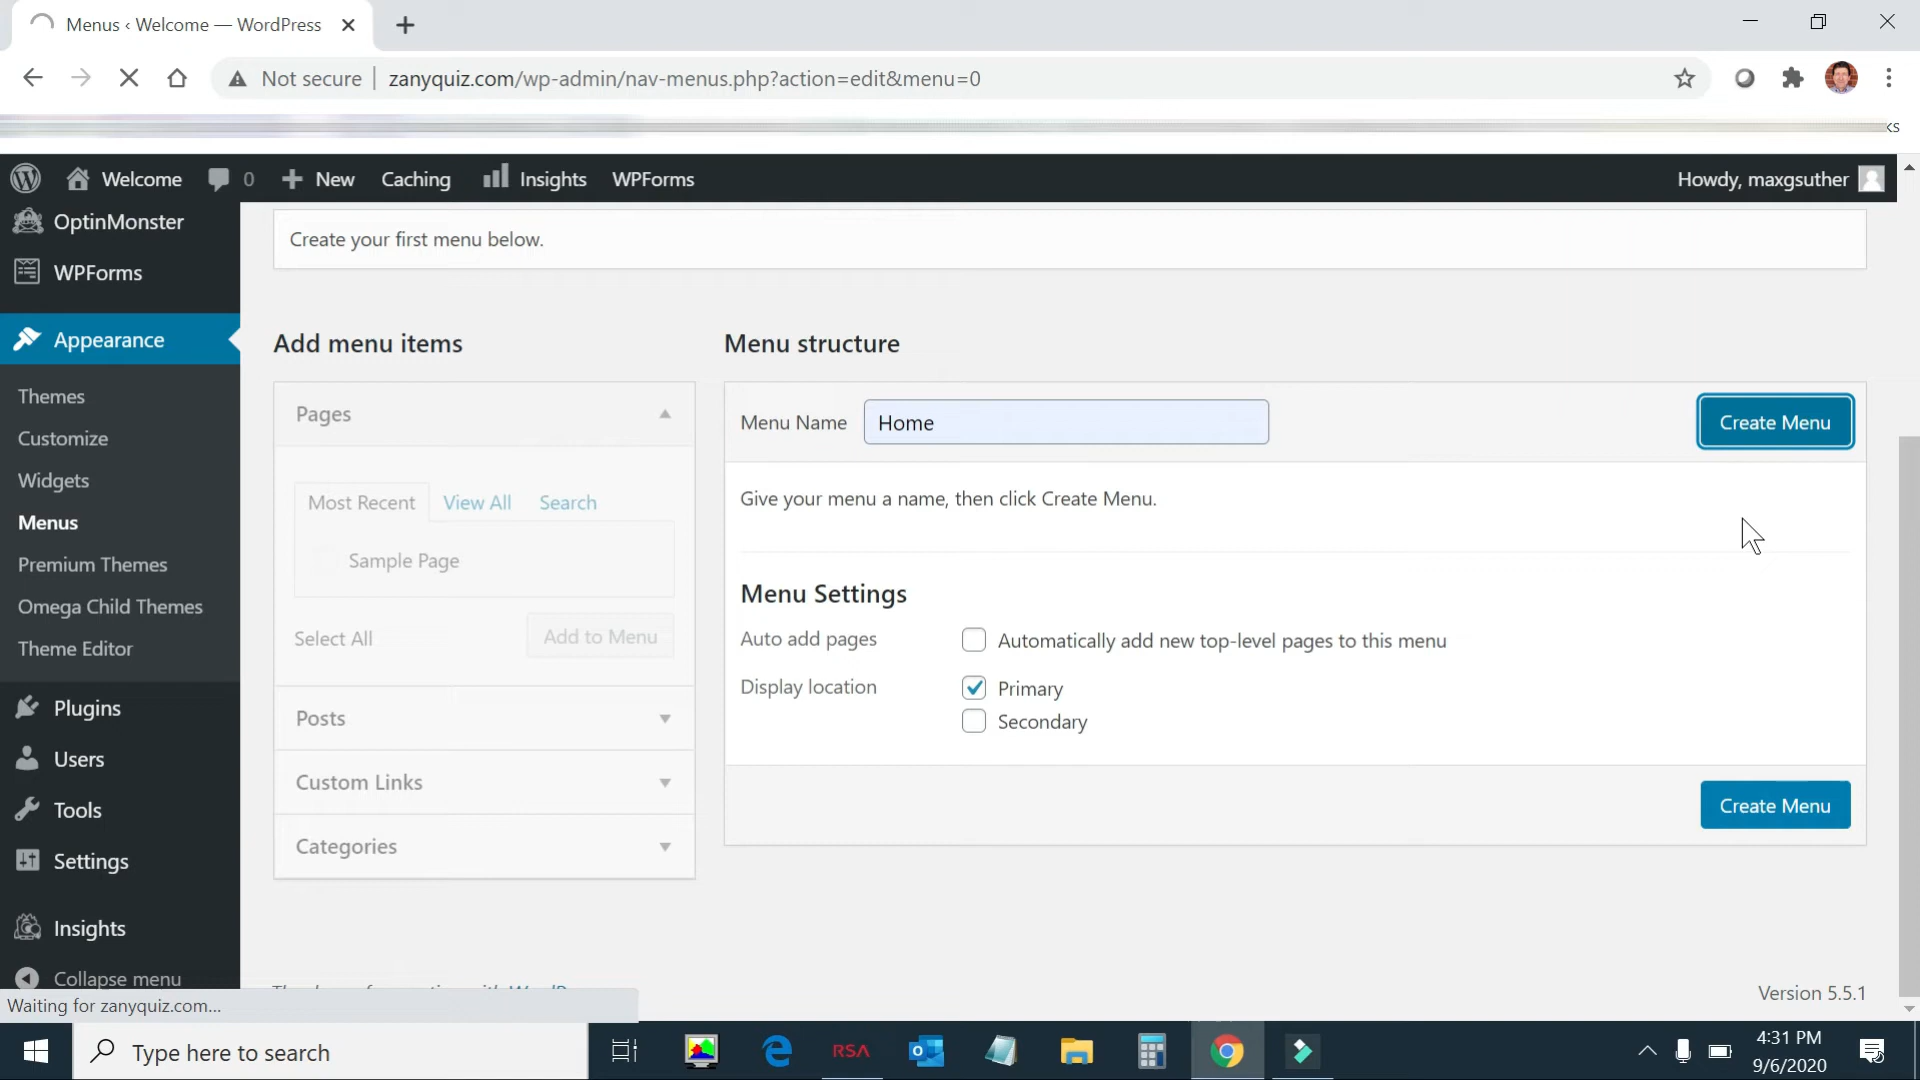 Menus ‹ Welcome — WordPress
Not secure zanyquiz.com/wp-admin/nav-menus.php?action=edit&menu=0
Welcome 0 New Caching Insights WPForms Howdy, maxgsuther
OptinMonster
WPForms
Appearance
Themes
Customize
Widgets
Menus
Premium Themes
Omega Child Themes
Theme Editor
Plugins
Users
Tools
Settings
Insights
Collapse menu
Create your first menu below.
Add menu items
Pages
Most Recent View All Search
Sample Page
Select All Add to Menu
Posts
Custom Links
Categories
Menu structure
Menu Name Home Create Menu
Give your menu a name, then click Create Menu.
Menu Settings
Auto add pages Automatically add new top-level pages to this menu
Display location Primary
Secondary
Create Menu
Version 5.5.1
Waiting for zanyquiz.com...
Type here to search
RSA
4:31 PM
9/6/2020